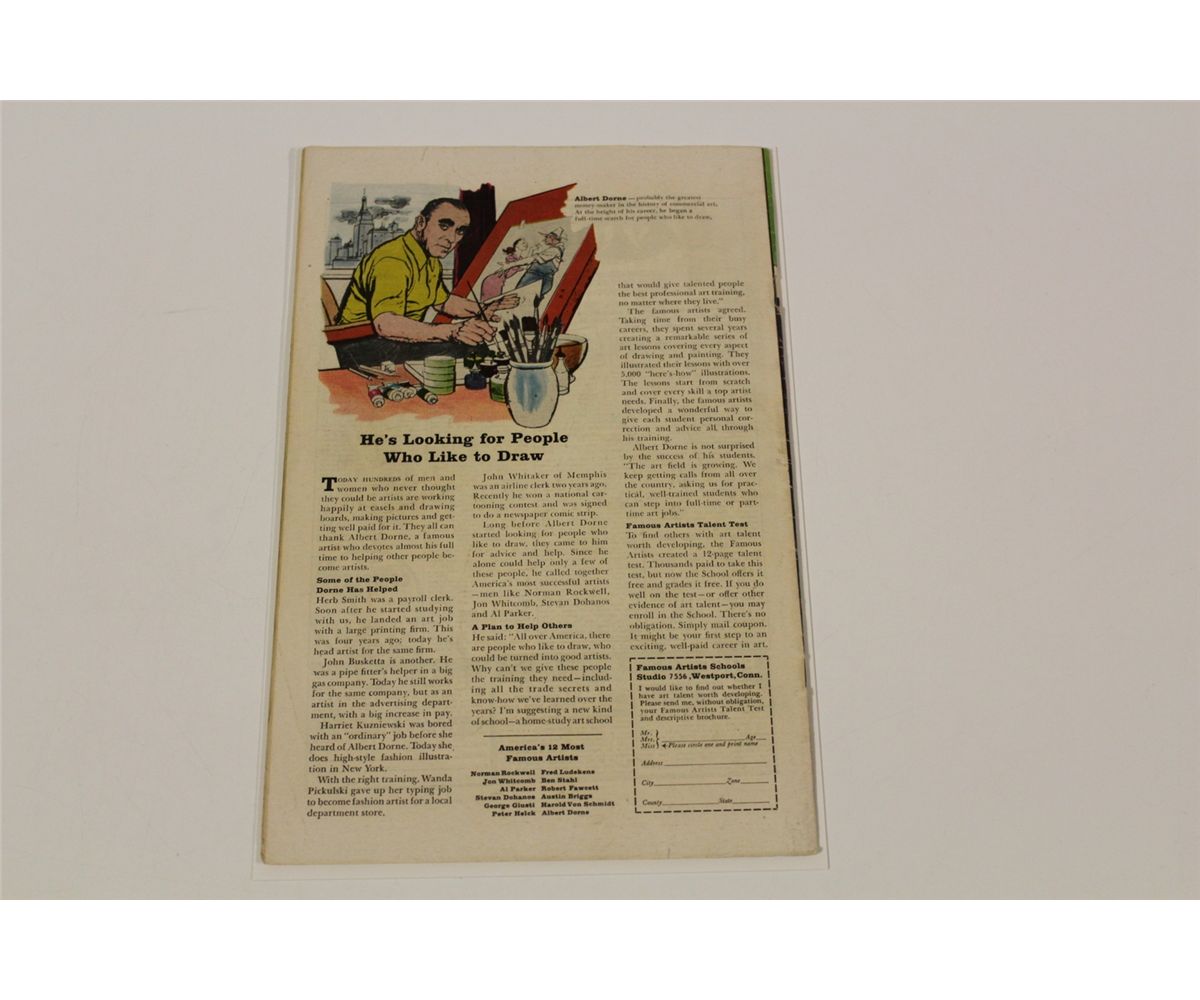 Albert Dorne — probably the greatest
money-maker in the history of commercial art.
At the height of his career, he began a
full-time search for people who like to draw,
He's Looking for People
Who Like to Draw
TODAY HUNDREDS of men and
women who never thought
they could be artists are working
happily at easels and drawing
boards, making pictures and get-
ting well paid for it. They all can
thank Albert Dorne, a famous
artist who devotes almost his full
time to helping other people be-
come artists.
Some of the People
Dorne Has Helped
Herb Smith was a payroll clerk.
Soon after he started studying
with us, he landed an art job
with a large printing firm. This
was four years ago; today he's
head artist for the same firm.
John Busketta is another. He
was a pipe fitter's helper in a big
gas company. Today he still works
for the same company, but as an
artist in the advertising depart-
ment, with a big increase in pay.
Harriet Kuzniewski was bored
with an "ordinary" job before she
heard of Albert Dorne. Today she
does high-style fashion illustra-
tion in New York.
With the right training, Wanda
Pickulski gave up her typing job
to become fashion artist for a local
department store.
John Whitaker of Memphis
was an airline clerk two years ago.
Recently he won a national car-
tooning contest and was signed
to do a newspaper comic strip.
Long before Albert Dorne
started looking for people who
like to draw, they came to him
for advice and help. Since he
alone could help only a few of
these people, he called together
America's most successful artists
—men like Norman Rockwell,
Jon Whitcomb, Stevan Dohanos
and Al Parker.
A Plan to Help Others
He said: "All over America, there
are people who like to draw, who
could be turned into good artists.
Why can't we give these people
the training they need—includ-
ing all the trade secrets and
know-how we've learned over the
years? I'm suggesting a new kind
of school—a home-study art school
America's 12 Most
Famous Artists
Norman Rockwell Fred Ludekens
Jon Whitcomb Ben Stahl
Al Parker Robert Fawcett
Stevan Dohanos Austin Briggs
George Giusti Harold Von Schmidt
Peter Helck Albert Dorne
that would give talented people
the best professional art training,
no matter where they live."
The famous artists agreed.
Taking time from their busy
careers, they spent several years
creating a remarkable series of
art lessons covering every aspect
of drawing and painting. They
illustrated their lessons with over
5,000 "here's-how" illustrations.
The lessons start from scratch
and cover every skill a top artist
needs. Finally, the famous artists
developed a wonderful way to
give each student personal cor-
rection and advice all through
his training.
Albert Dorne is not surprised
by the success of his students.
"The art field is growing. We
keep getting calls from all over
the country, asking us for prac-
tical, well-trained students who
can step into full-time or part-
time art jobs."
Famous Artists Talent Test
To find others with art talent
worth developing, the Famous
Artists created a 12-page talent
test. Thousands paid to take this
test, but now the School offers it
free and grades it free. If you do
well on the test—or offer other
evidence of art talent—you may
enroll in the School. There's no
obligation. Simply mail coupon.
It might be your first step to an
exciting, well-paid career in art.
Famous Artists Schools
Studio 7556, Westport, Conn.
I would like to find out whether I
have art talent worth developing.
Please send me, without obligation,
your Famous Artists Talent Test
and descriptive brochure.
Mr.
Mrs. Age
Miss Please circle one and print name
Address
City Zone
County State